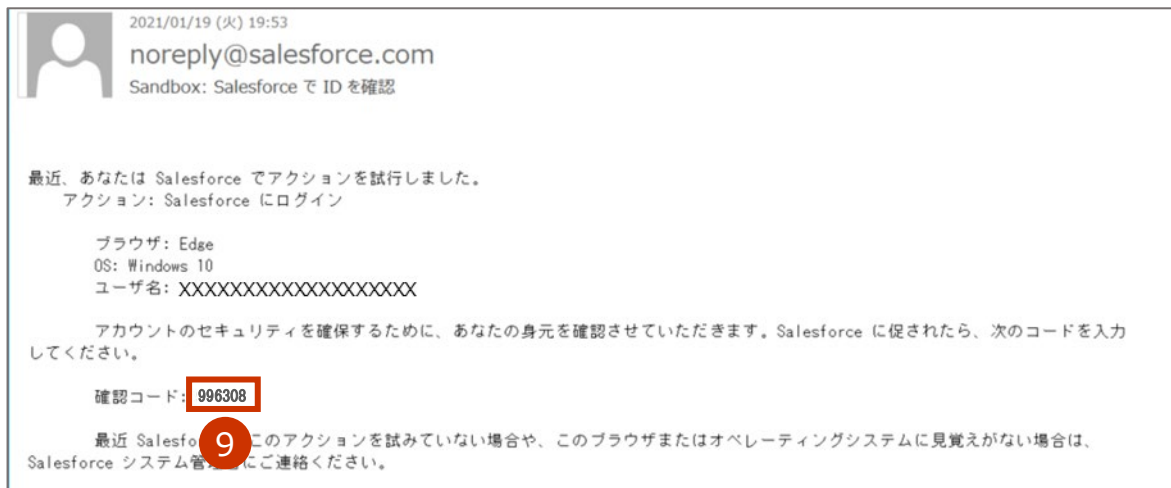 2021/01/19 (火) 19:53
noreply@salesforce.com
Sandbox: Salesforce で ID を確認
最近、あなたは Salesforce でアクションを試行しました。
アクション: Salesforce にログイン
ブラウザ: Edge
OS: Windows 10
ユーザ名: XXXXXXXXXXXXXXXXXXX
アカウントのセキュリティを確保するために、あなたの身元を確認させていただきます。Salesforce に促されたら、次のコードを入力
してください。
確認コード: 996308
9
最近 Salesfo このアクションを試みていない場合や、このブラウザまたはオペレーティングシステムに見覚えがない場合は、
Salesforce システム管 にご連絡ください。